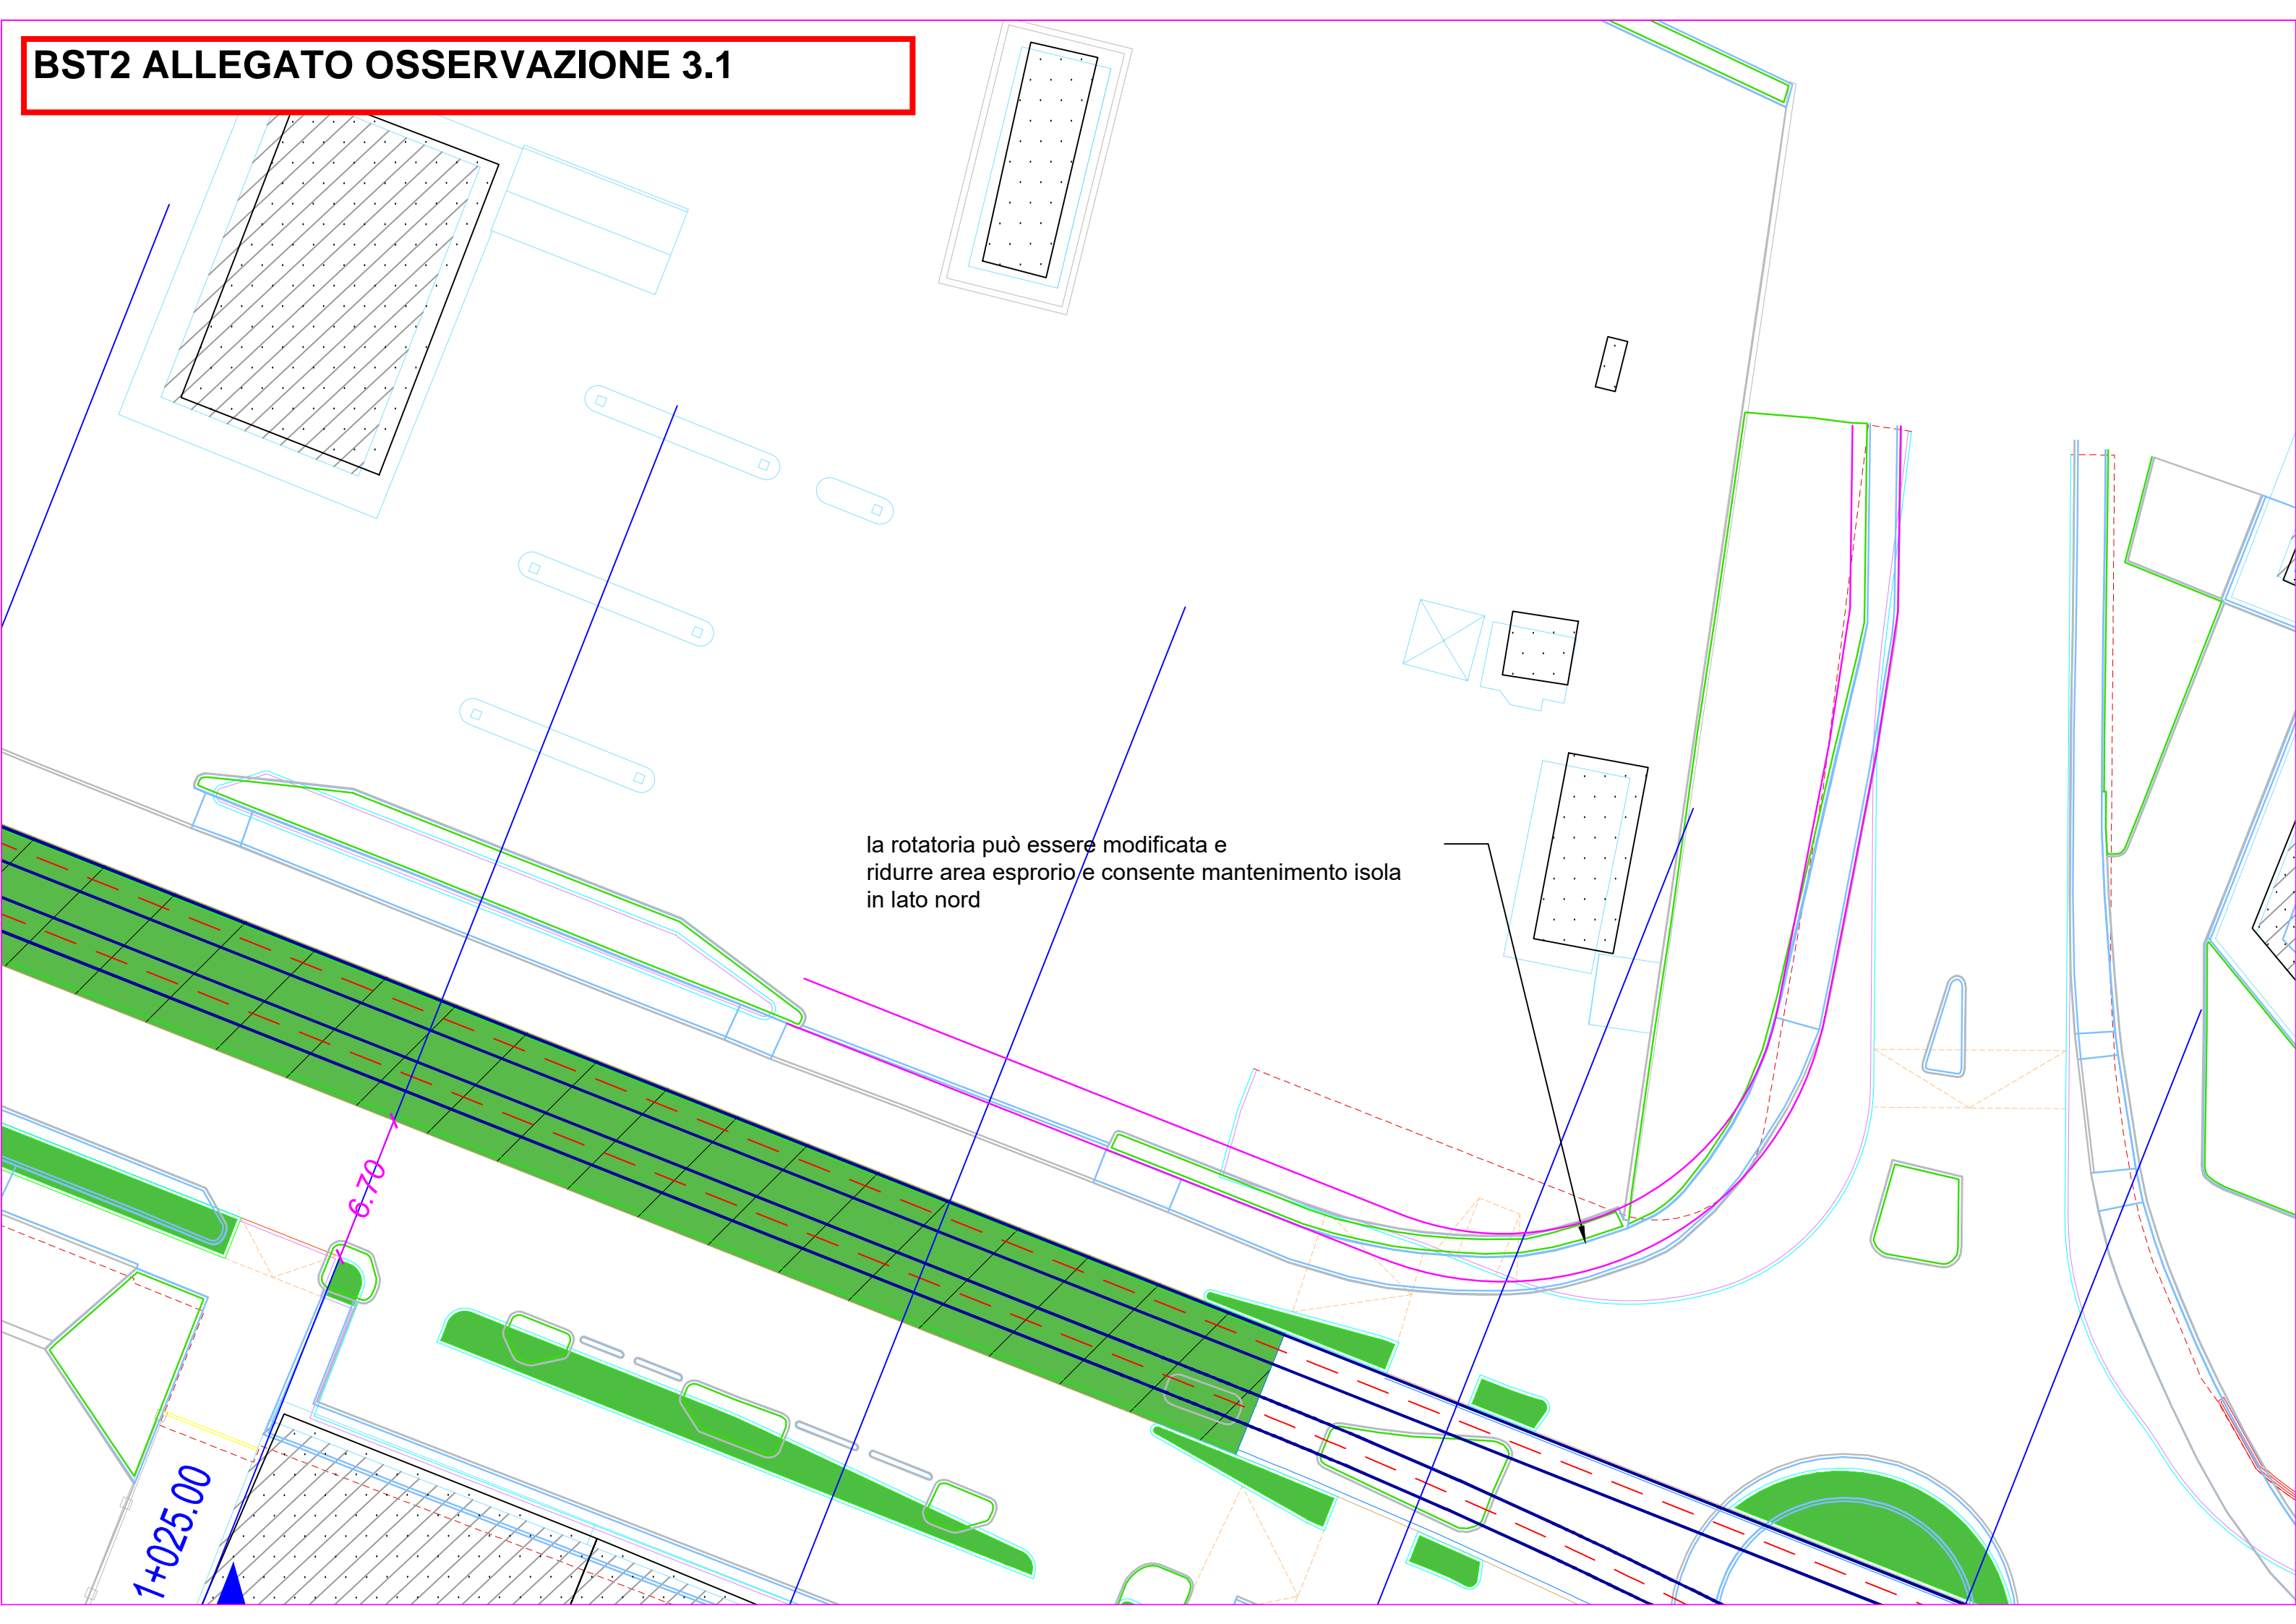 BST2 ALLEGATO OSSERVAZIONE 3.1
la rotatoria può essere modificata e
ridurre area esprorio e consente mantenimento isola
in lato nord
6.70
1+025.00